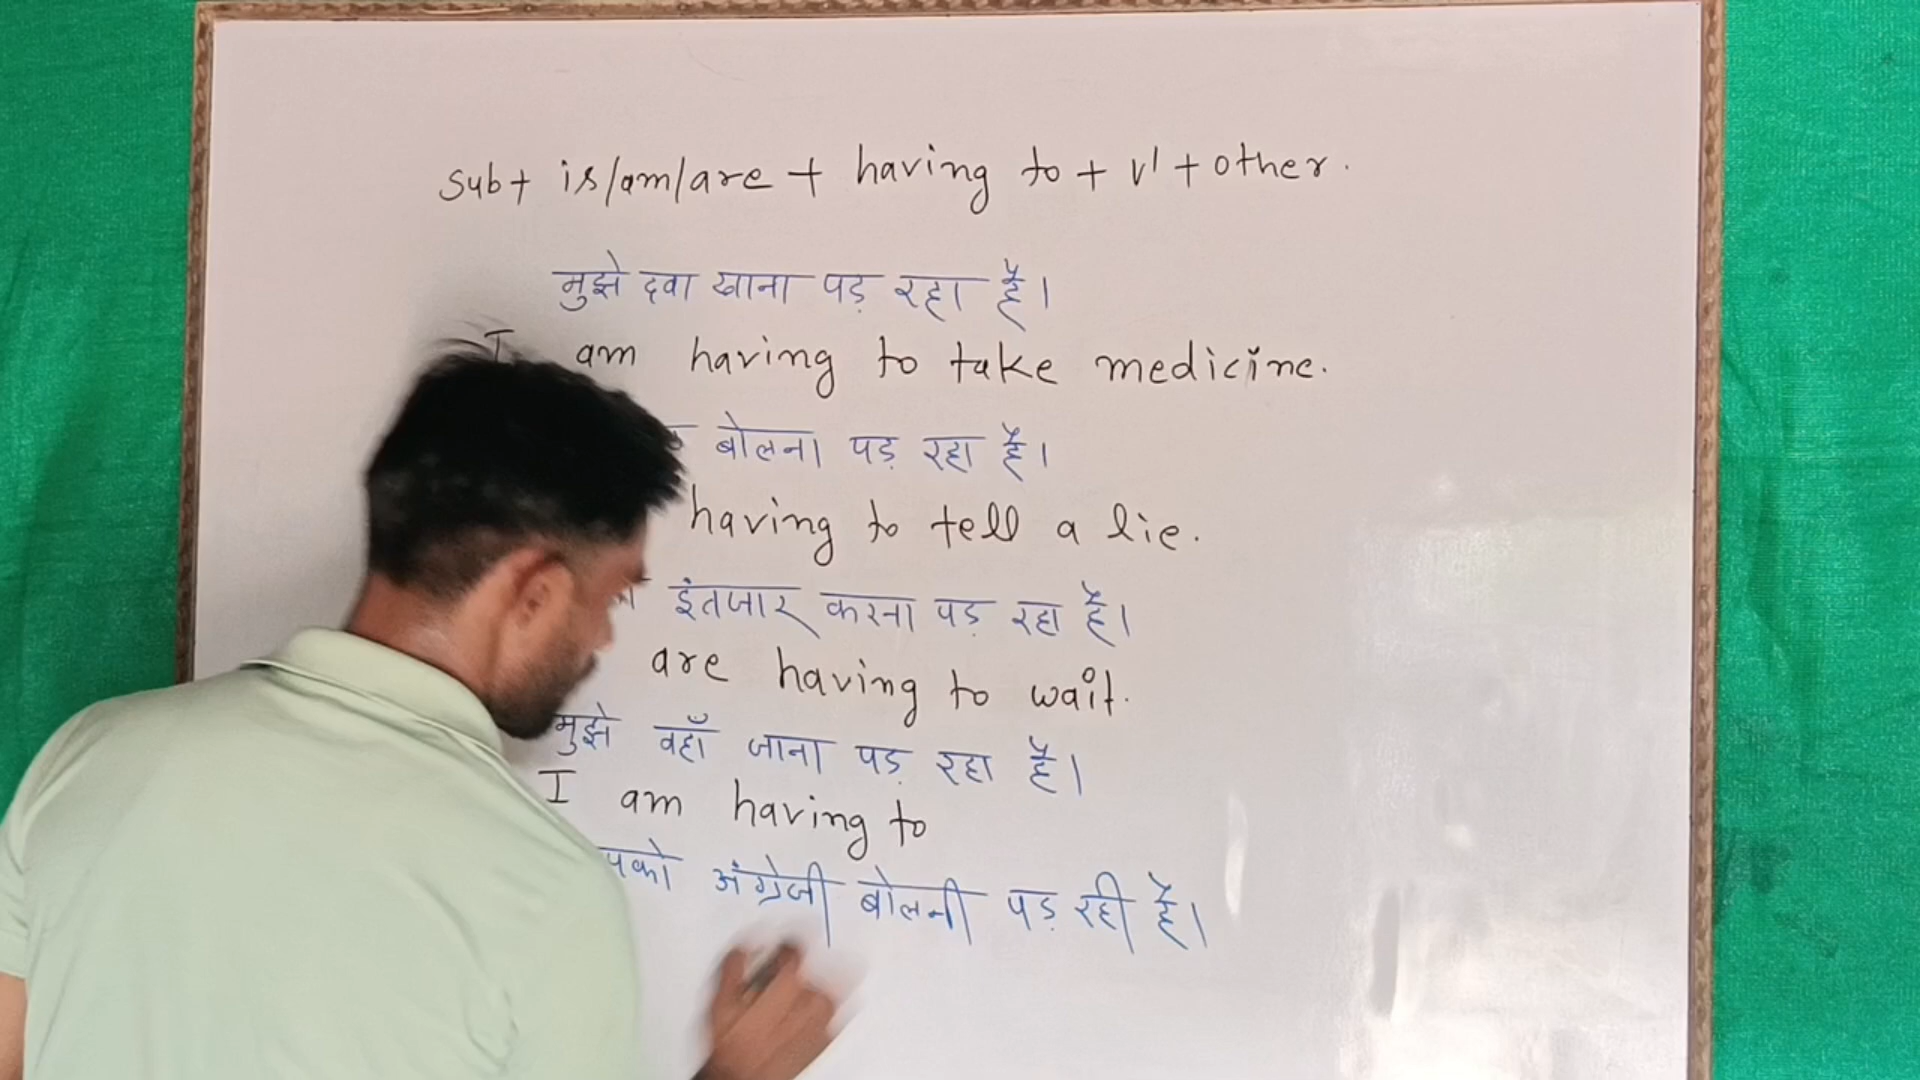 Sub+ is/am/are + having to + v1 + other.
मुझे दवा खाना पड़ रहा है।
I am having to take medicine.
बोलना पड़ रहा है।
having to tell a lie.
इंतजार करना पड़ रहा है।
are having to wait.
मुझे वहाँ जाना पड़ रहा है।
I am having to
पको अंग्रेजी बोलनी पड़ रही है।